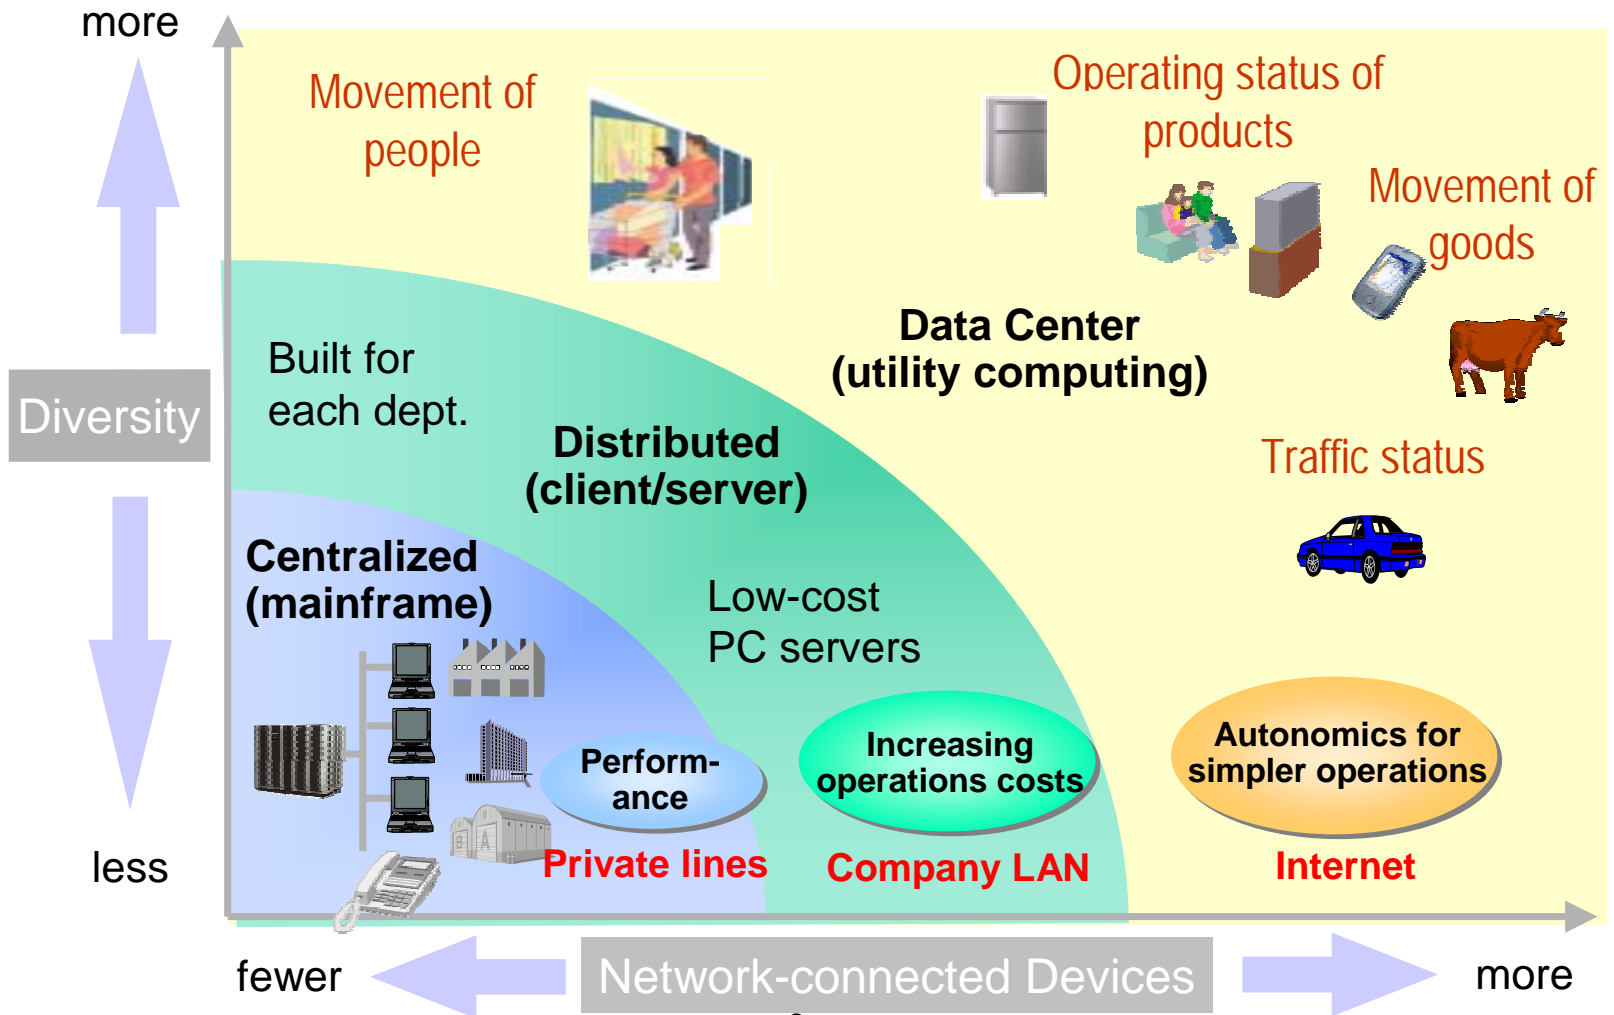 more
Movement of
people
Operating status of
products
Movement of
goods
Data Center
(utility computing)
Built for
each dept.
Diversity
Distributed
(client/server)
Traffic status
Centralized
(mainframe)
Low-cost
PC servers
Perform-
ance
Increasing
operations costs
Autonomics for
simpler operations
B A
Private lines
Company LAN
Internet
less
fewer
Network-connected Devices
more